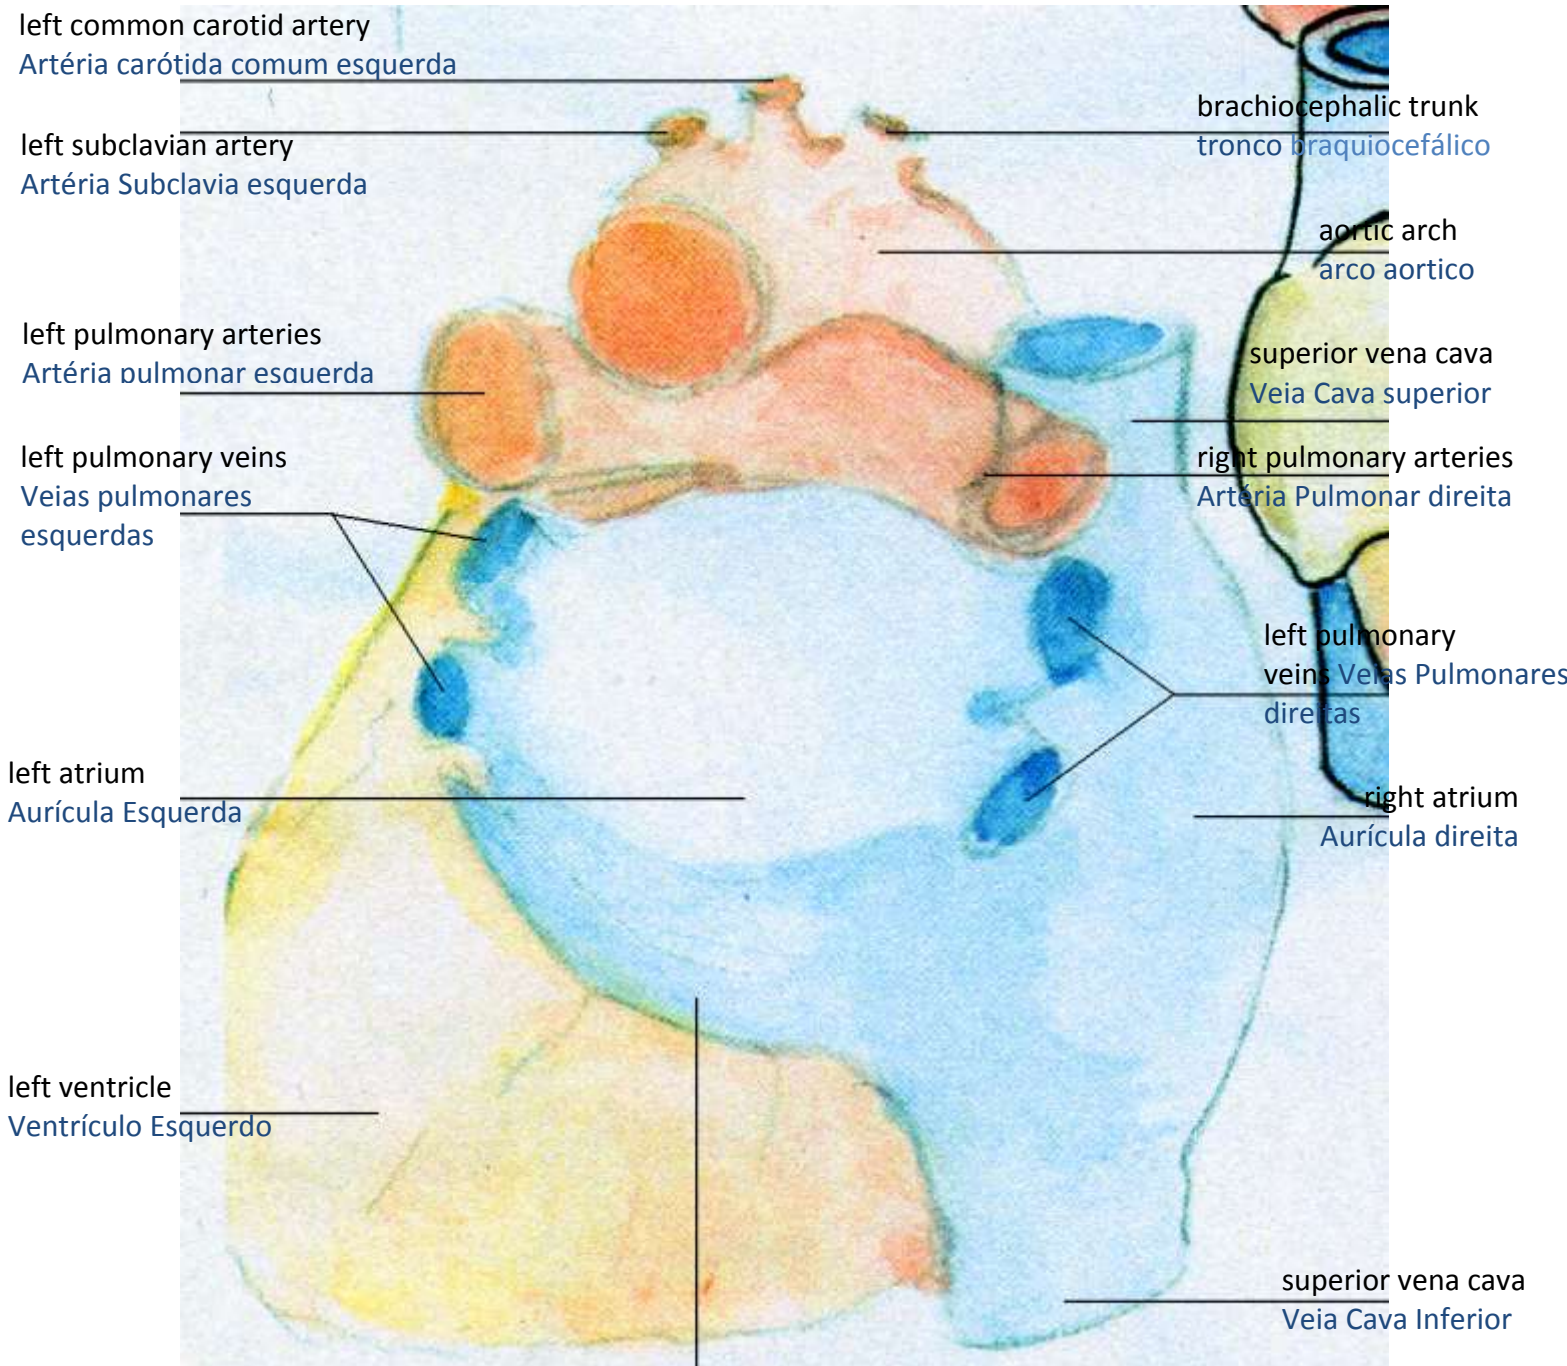 left common carotid artery
Artéria carótida comum esquerda
left subclavian artery
Artéria Subclavia esquerda
left pulmonary arteries
Artéria pulmonar esquerda
left pulmonary veins
Veias pulmonares
esquerdas
left atrium
Aurícula Esquerda
left ventricle
Ventrículo Esquerdo
brachiocephalic trunk
tronco braquiocefálico
aortic arch
arco aortico
superior vena cava
Veia Cava superior
right pulmonary arteries
Artéria Pulmonar direita
left pulmonary
veins Veias Pulmonares
direitas
right atrium
Aurícula direita
superior vena cava
Veia Cava Inferior